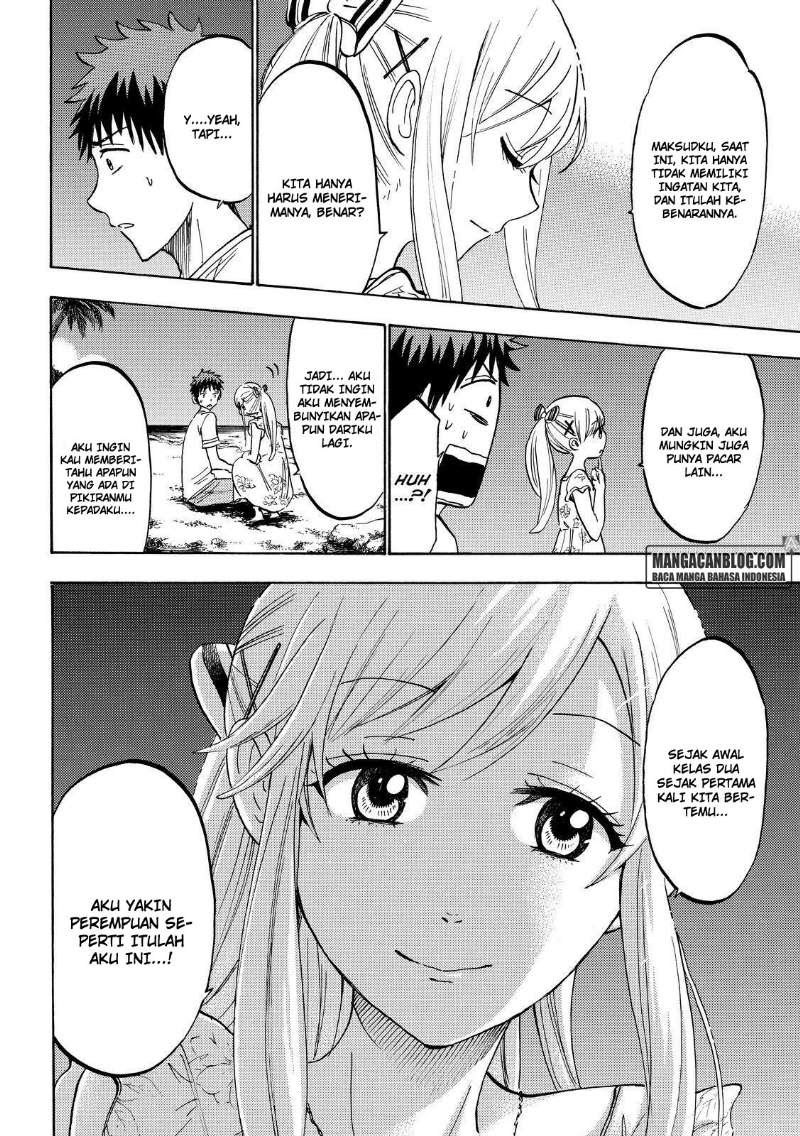 MAKSUDKU, SAAT
INI, KITA HANYA
TIDAK MEMILIKI
INGATAN KITA,
DAN ITULAH KE-
BENARANNYA.
KITA HANYA
HARUS MENERI-
MANYA, BENAR?
Y....YEAH,
TAPI...
DAN JUGA, AKU
MUNGKIN JUGA
PUNYA PACAR
LAIN...
HUH
...?!
JADI... AKU
TIDAK INGIN
AKU MENYEM-
BUNYIKAN APA-
PUN DARIKU
LAGI.
AKU INGIN
KAU MEMBERI-
TAHU APAPUN
YANG ADA DI
PIKIRANMU
KEPADAKU....
MANGACANBLOG.COM
BACA MANGA BAHASA INDONESIA
SEJAK AWAL
KELAS DUA
SEJAK PERTAMA
KALI KITA BER-
TEMU...
AKU YAKIN
PEREMPUAN SE-
PERTI ITULAH
AKU INI...!